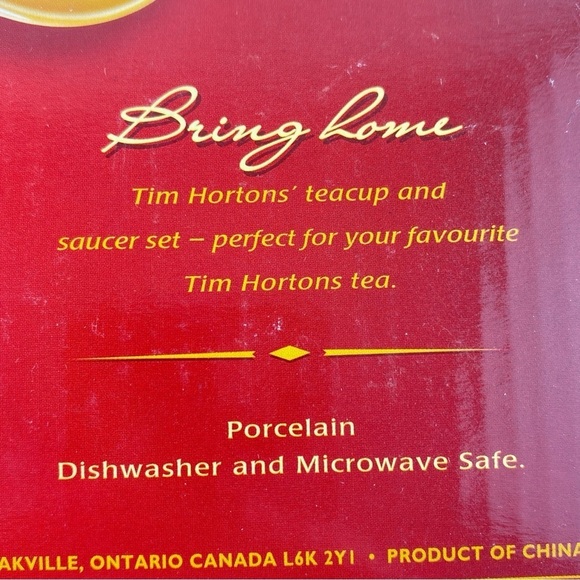 Bring home
Tim Hortons' teacup and
saucer set – perfect for your favourite
Tim Hortons tea.
Porcelain
Dishwasher and Microwave Safe.
AKVILLE, ONTARIO CANADA L6K 2Y1 • PRODUCT OF CHINA